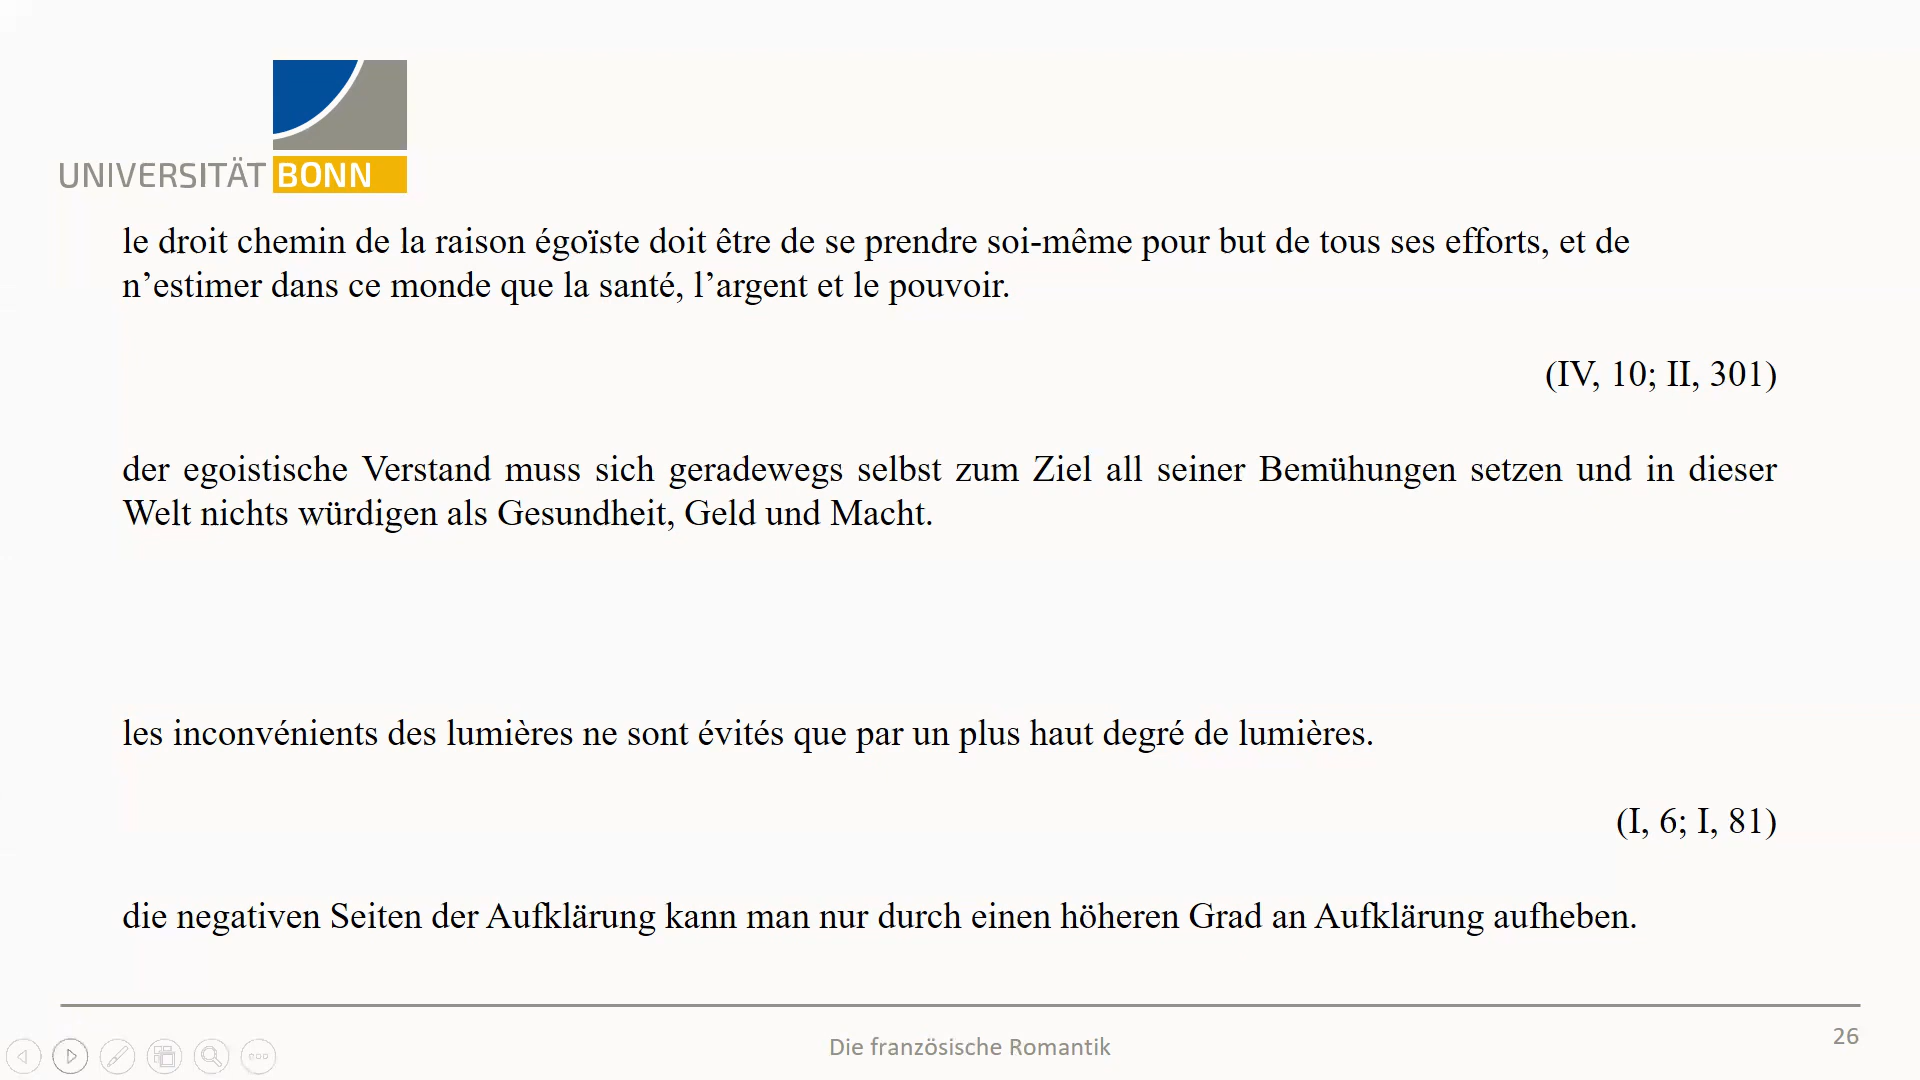 UNIVERSITÄT BONN
le droit chemin de la raison égoïste doit être de se prendre soi-même pour but de tous ses efforts, et de
n’estimer dans ce monde que la santé, l’argent et le pouvoir.
(IV, 10; II, 301)
der egoistische Verstand muss sich geradewegs selbst zum Ziel all seiner Bemühungen setzen und in dieser
Welt nichts würdigen als Gesundheit, Geld und Macht.
les inconvénients des lumières ne sont évités que par un plus haut degré de lumières.
(I, 6; I, 81)
die negativen Seiten der Aufklärung kann man nur durch einen höheren Grad an Aufklärung aufheben.
Die französische Romantik
26